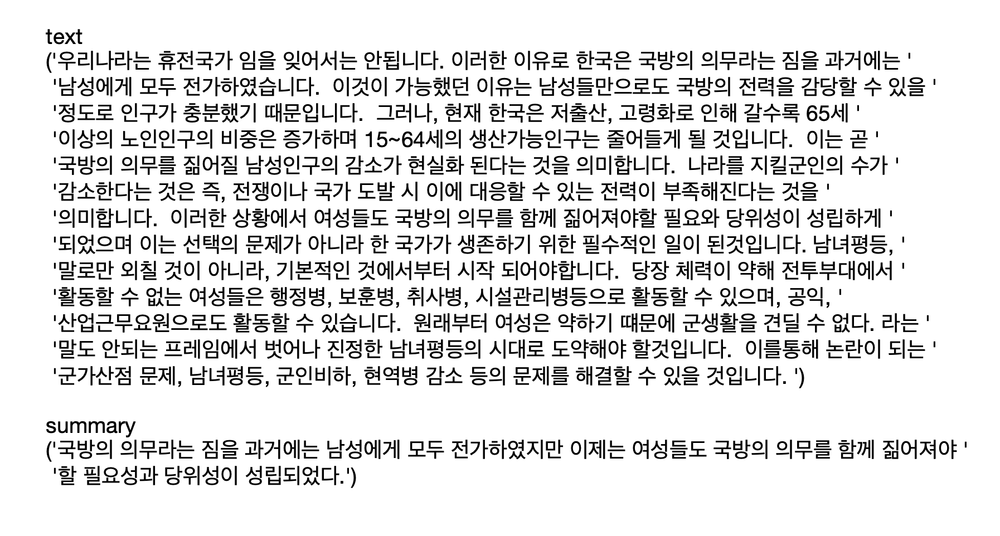 text
('우리나라는 휴전국가 임을 잊어서는 안됩니다. 이러한 이유로 한국은 국방의 의무라는 짐을 과거에는 '
'남성에게 모두 전가하였습니다.  이것이 가능했던 이유는 남성들만으로도 국방의 전력을 감당할 수 있을 '
'정도로 인구가 충분했기 때문입니다.  그러나, 현재 한국은 저출산, 고령화로 인해 갈수록 65세 '
'이상의 노인인구의 비중은 증가하며 15~64세의 생산가능인구는 줄어들게 될 것입니다.  이는 곧 '
'국방의 의무를 짊어질 남성인구의 감소가 현실화 된다는 것을 의미합니다.  나라를 지킬군인의 수가 '
'감소한다는 것은 즉, 전쟁이나 국가 도발 시 이에 대응할 수 있는 전력이 부족해진다는 것을 '
'의미합니다.  이러한 상황에서 여성들도 국방의 의무를 함께 짊어져야할 필요와 당위성이 성립하게 '
'되었으며 이는 선택의 문제가 아니라 한 국가가 생존하기 위한 필수적인 일이 된것입니다. 남녀평등, '
'말로만 외칠 것이 아니라, 기본적인 것에서부터 시작 되어야합니다.  당장 체력이 약해 전투부대에서 '
'활동할 수 없는 여성들은 행정병, 보훈병, 취사병, 시설관리병등으로 활동할 수 있으며, 공익, '
'산업근무요원으로도 활동할 수 있습니다.  원래부터 여성은 약하기 떄문에 군생활을 견딜 수 없다. 라는 '
'말도 안되는 프레임에서 벗어나 진정한 남녀평등의 시대로 도약해야 할것입니다.  이를통해 논란이 되는 '
'군가산점 문제, 남녀평등, 군인비하, 현역병 감소 등의 문제를 해결할 수 있을 것입니다. ')
summary
('국방의 의무라는 짐을 과거에는 남성에게 모두 전가하였지만 이제는 여성들도 국방의 의무를 함께 짊어져야 '
'할 필요성과 당위성이 성립되었다.')